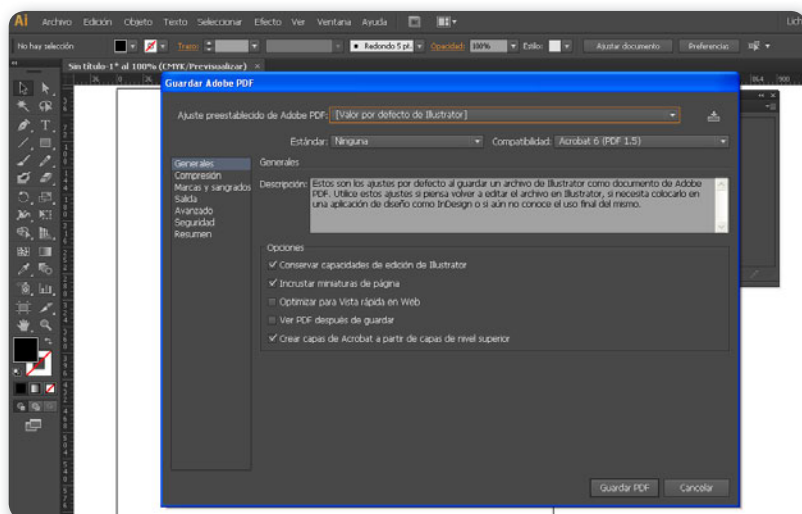 Ai Archivo Edición Objeto Texto Seleccionar Efecto Ver Ventana Ayuda
No hay selección Trazo: Redondo 5 pt. Opacidad: 100% Estilo: Ajustar documento Preferencias
Sin título-1* al 100% (CMYK/Previsualizar) ×
36 0 36 864 900
Guardar Adobe PDF
Ajuste preestablecido de Adobe PDF: [Valor por defecto de Illustrator]
Estándar: Ninguna Compatibilidad: Acrobat 6 (PDF 1.5)
Generales
Compresión
Marcas y sangrados
Salida
Avanzado
Seguridad
Resumen
Generales
Descripción: Estos son los ajustes por defecto al guardar un archivo de Illustrator como documento de Adobe
PDF. Utilice estos ajustes si piensa volver a editar el archivo en Illustrator, si necesita colocarlo en
una aplicación de diseño como InDesign o si aún no conoce el uso final del mismo.
Opciones
Conservar capacidades de edición de Illustrator
Incrustar miniaturas de página
Optimizar para Vista rápida en Web
Ver PDF después de guardar
Crear capas de Acrobat a partir de capas de nivel superior
Guardar PDF Cancelar